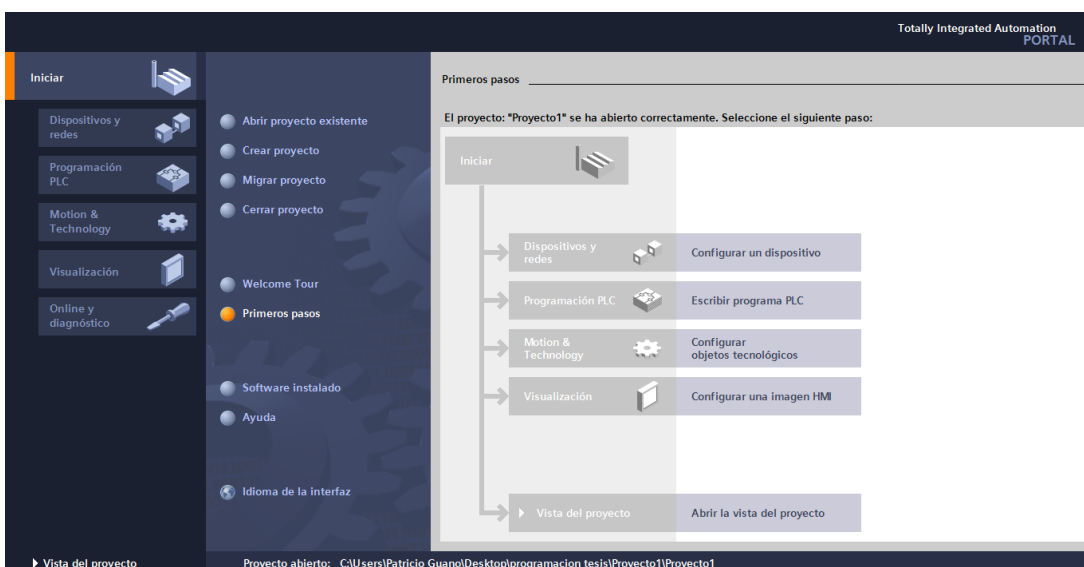 Totally Integrated Automation
PORTAL
Iniciar
Dispositivos y
redes
Programación
PLC
Motion &
Technology
Visualización
Online y
diagnóstico
Abrir proyecto existente
Crear proyecto
Migrar proyecto
Cerrar proyecto
Welcome Tour
Primeros pasos
Software instalado
Ayuda
Idioma de la interfaz
Primeros pasos
El proyecto: "Proyecto1" se ha abierto correctamente. Seleccione el siguiente paso:
Iniciar
Dispositivos y
redes
Configurar un dispositivo
Programación PLC
Escribir programa PLC
Motion &
Technology
Configurar
objetos tecnológicos
Visualización
Configurar una imagen HMI
Vista del proyecto
Abrir la vista del proyecto
Vista del proyecto
Proyecto abierto: C:\Users\Patricio Guano\Desktop\programacion tesis\Proyecto1\Proyecto1